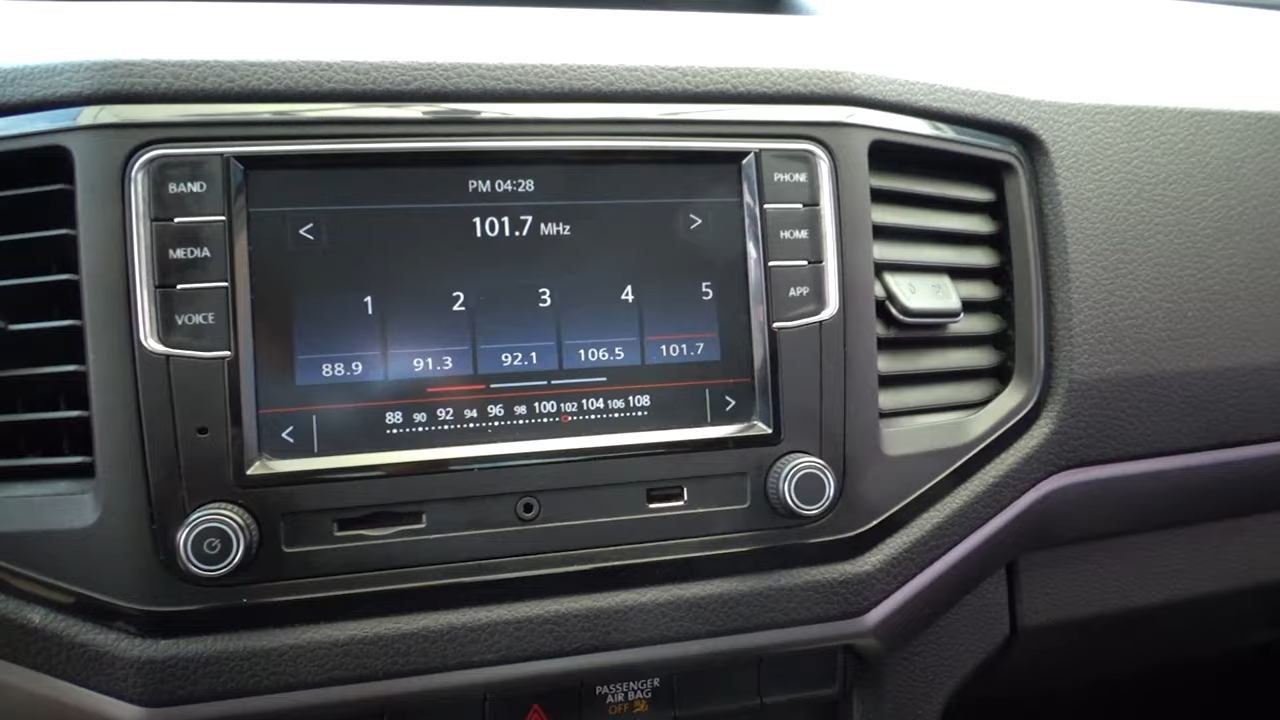 BAND
MEDIA
VOICE
PM 04:28
< 101.7 MHz >
1 2 3 4 5
88.9 91.3 92.1 106.5 101.7
< 88 90 92 94 96 98 100 102 104 106 108 >
PHONE
HOME
APP
PASSENGER
AIR BAG
OFF